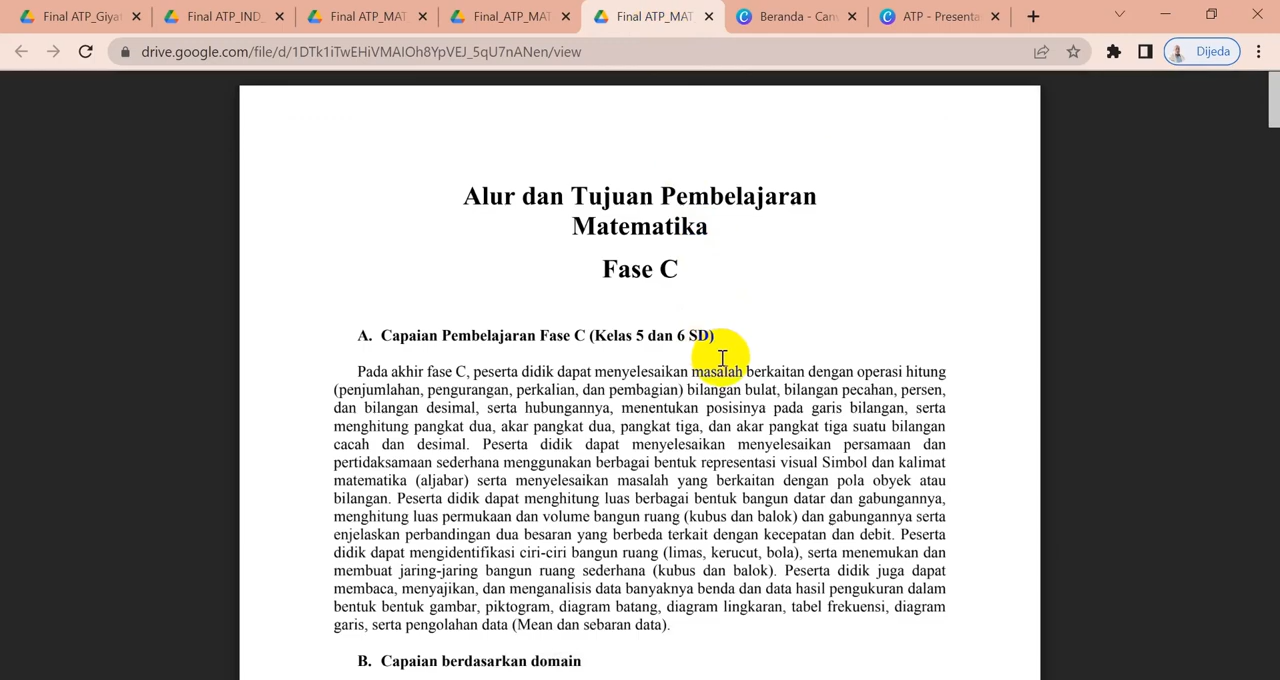 Final ATP_Giya
Final ATP_IND_
Final ATP_MAT
Final_ATP_MAT
Final ATP_MAT
Beranda - Can
ATP - Presenta
drive.google.com/file/d/1DTk1iTwEHiVMAIOh8YpVEJ_5qU7nANen/view
Dijeda
Alur dan Tujuan Pembelajaran
Matematika
Fase C
A. Capaian Pembelajaran Fase C (Kelas 5 dan 6 SD)
Pada akhir fase C, peserta didik dapat menyelesaikan masalah berkaitan dengan operasi hitung
(penjumlahan, pengurangan, perkalian, dan pembagian) bilangan bulat, bilangan pecahan, persen,
dan bilangan desimal, serta hubungannya, menentukan posisinya pada garis bilangan, serta
menghitung pangkat dua, akar pangkat dua, pangkat tiga, dan akar pangkat tiga suatu bilangan
cacah dan desimal. Peserta didik dapat menyelesaikan menyelesaikan persamaan dan
pertidaksamaan sederhana menggunakan berbagai bentuk representasi visual Simbol dan kalimat
matematika (aljabar) serta menyelesaikan masalah yang berkaitan dengan pola obyek atau
bilangan. Peserta didik dapat menghitung luas berbagai bentuk bangun datar dan gabungannya,
menghitung luas permukaan dan volume bangun ruang (kubus dan balok) dan gabungannya serta
enjelaskan perbandingan dua besaran yang berbeda terkait dengan kecepatan dan debit. Peserta
didik dapat mengidentifikasi ciri-ciri bangun ruang (limas, kerucut, bola), serta menemukan dan
membuat jaring-jaring bangun ruang sederhana (kubus dan balok). Peserta didik juga dapat
membaca, menyajikan, dan menganalisis data banyaknya benda dan data hasil pengukuran dalam
bentuk bentuk gambar, piktogram, diagram batang, diagram lingkaran, tabel frekuensi, diagram
garis, serta pengolahan data (Mean dan sebaran data).
B. Capaian berdasarkan domain